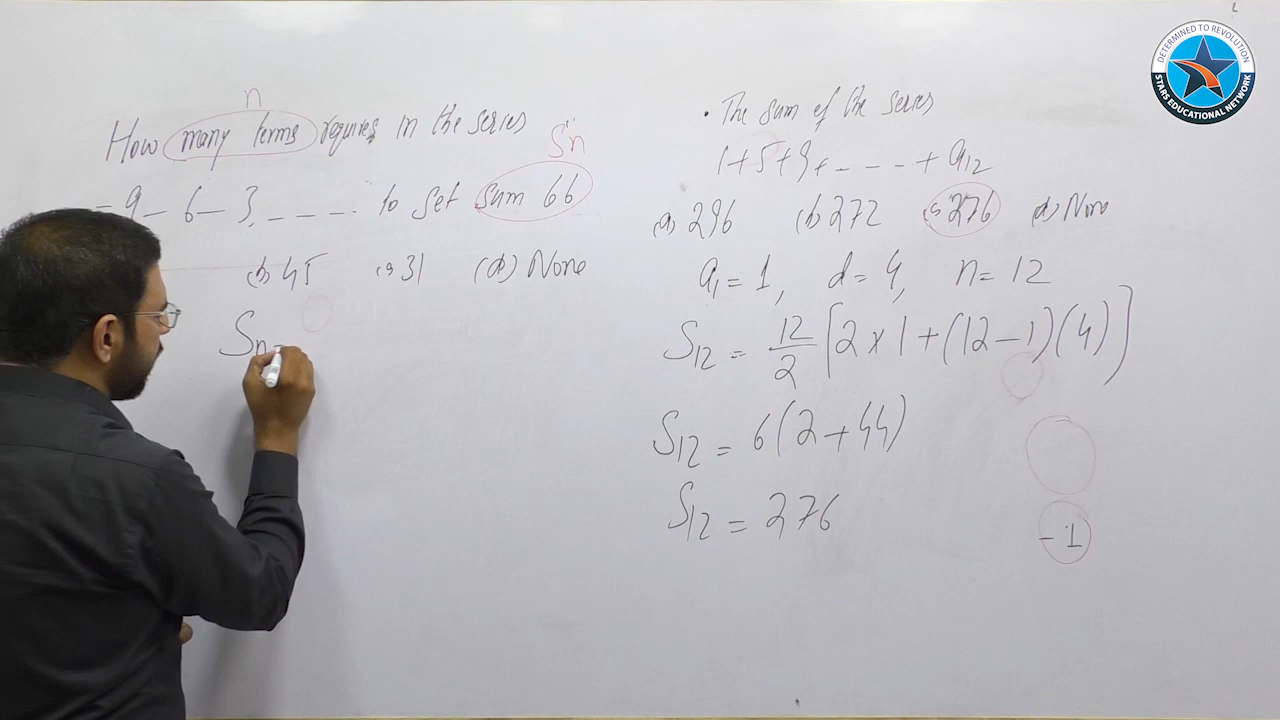 n
How many terms requires in the series
Sn
-9-6-3, ---- to get sum 66
(b) 45 (c) 31 (d) None
Sn=
• The sum of the series
1+5+9+----+a12
(a) 296 (b) 272 (c) 276 (d) None
a1 = 1, d = 4, n = 12
S12 = 12/2 [2×1+(12-1)(4)]
S12 = 6(2+44)
S12 = 276
-1
DETERMINED TO REVOLUTION
STARS EDUCATIONAL NETWORK